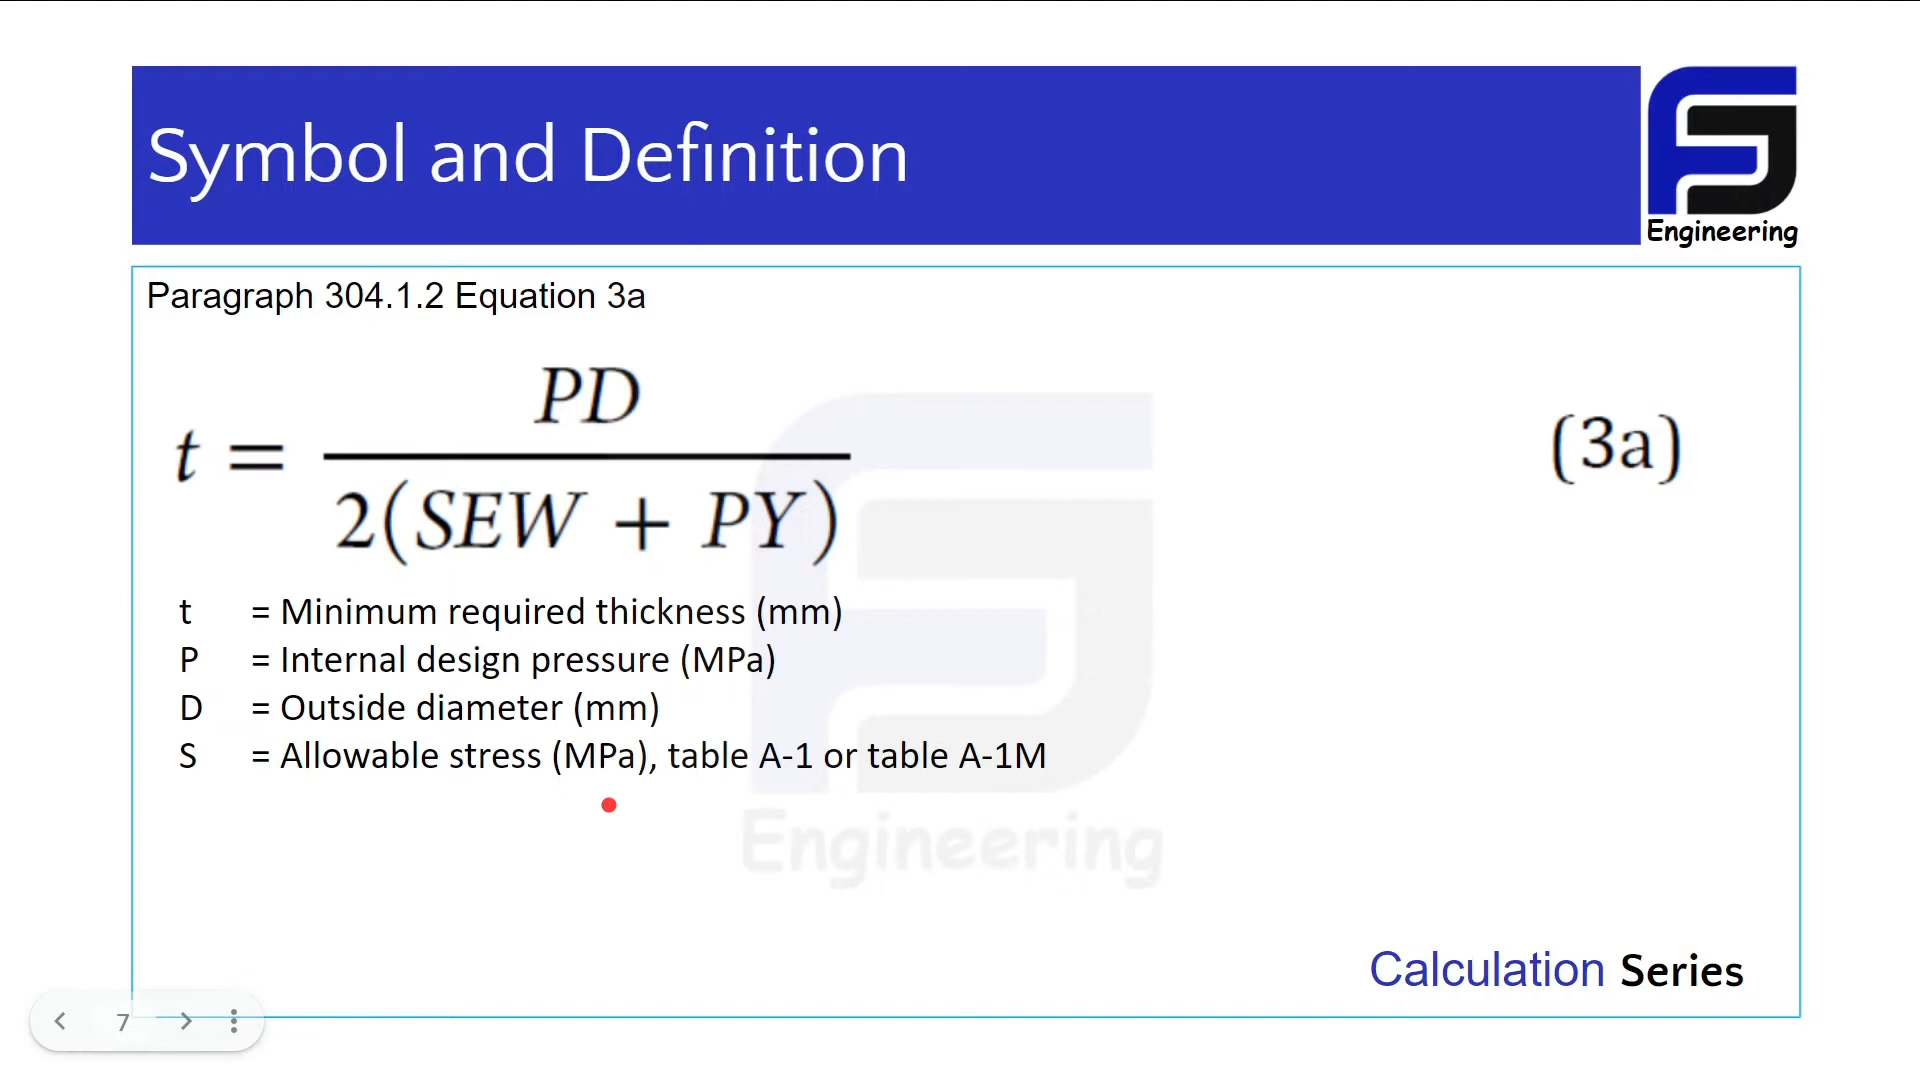 Symbol and Definition
Engineering
Paragraph 304.1.2 Equation 3a
t = PD / 2(SEW + PY) (3a)
t = Minimum required thickness (mm)
P = Internal design pressure (MPa)
D = Outside diameter (mm)
S = Allowable stress (MPa), table A-1 or table A-1M
Engineering
Calculation Series
7